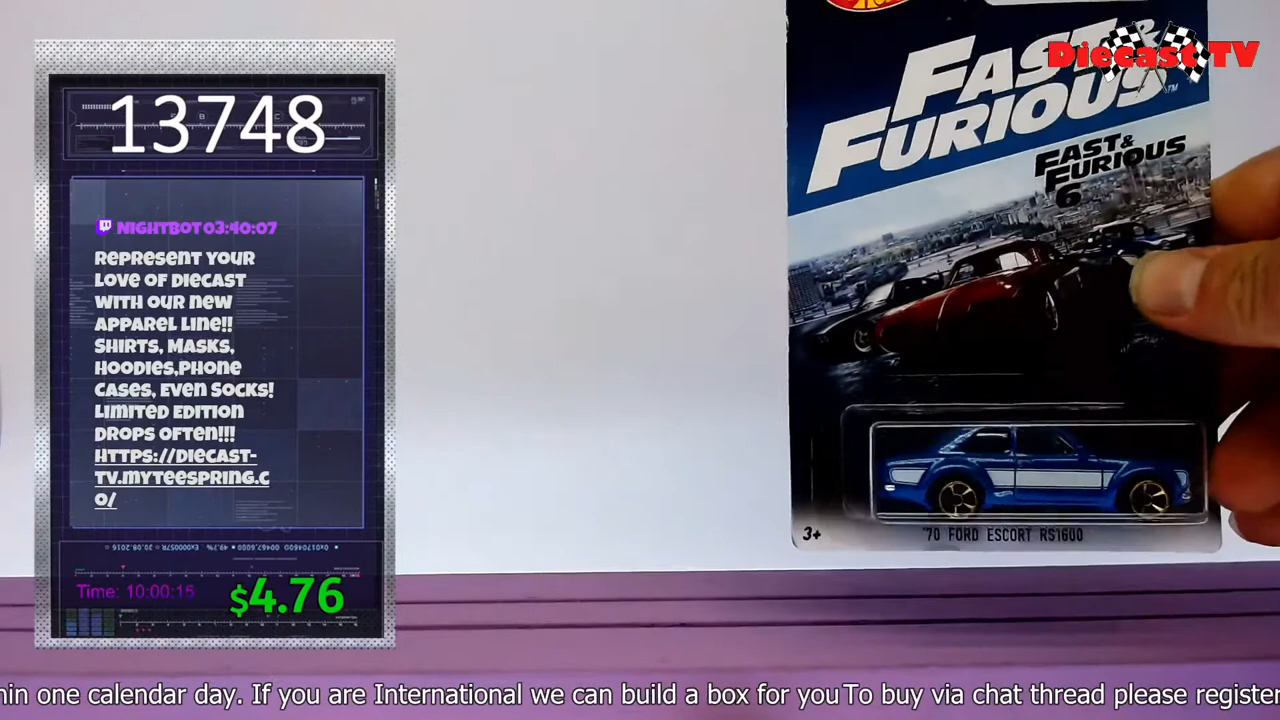 13748
NIGHTBOT 03:40:07
REPRESENT YOUR
LOVE OF DIECAST
WITH OUR NEW
APPAREL LINE!!
SHIRTS, MASKS,
HOODIES,PHONE
CASES, EVEN SOCKS!
LIMITED EDITION
DROPS OFTEN!!!
HTTPS://DIECAST-
TV.MYTEESPRING.C
O/
Time: 10:00:15
$4.76
Diecast TV
FAST &
FURIOUS
FAST &
FURIOUS
6
3+
'70 FORD ESCORT RS1600
one calendar day. If you are International we can build a box for you To buy via chat thread please register